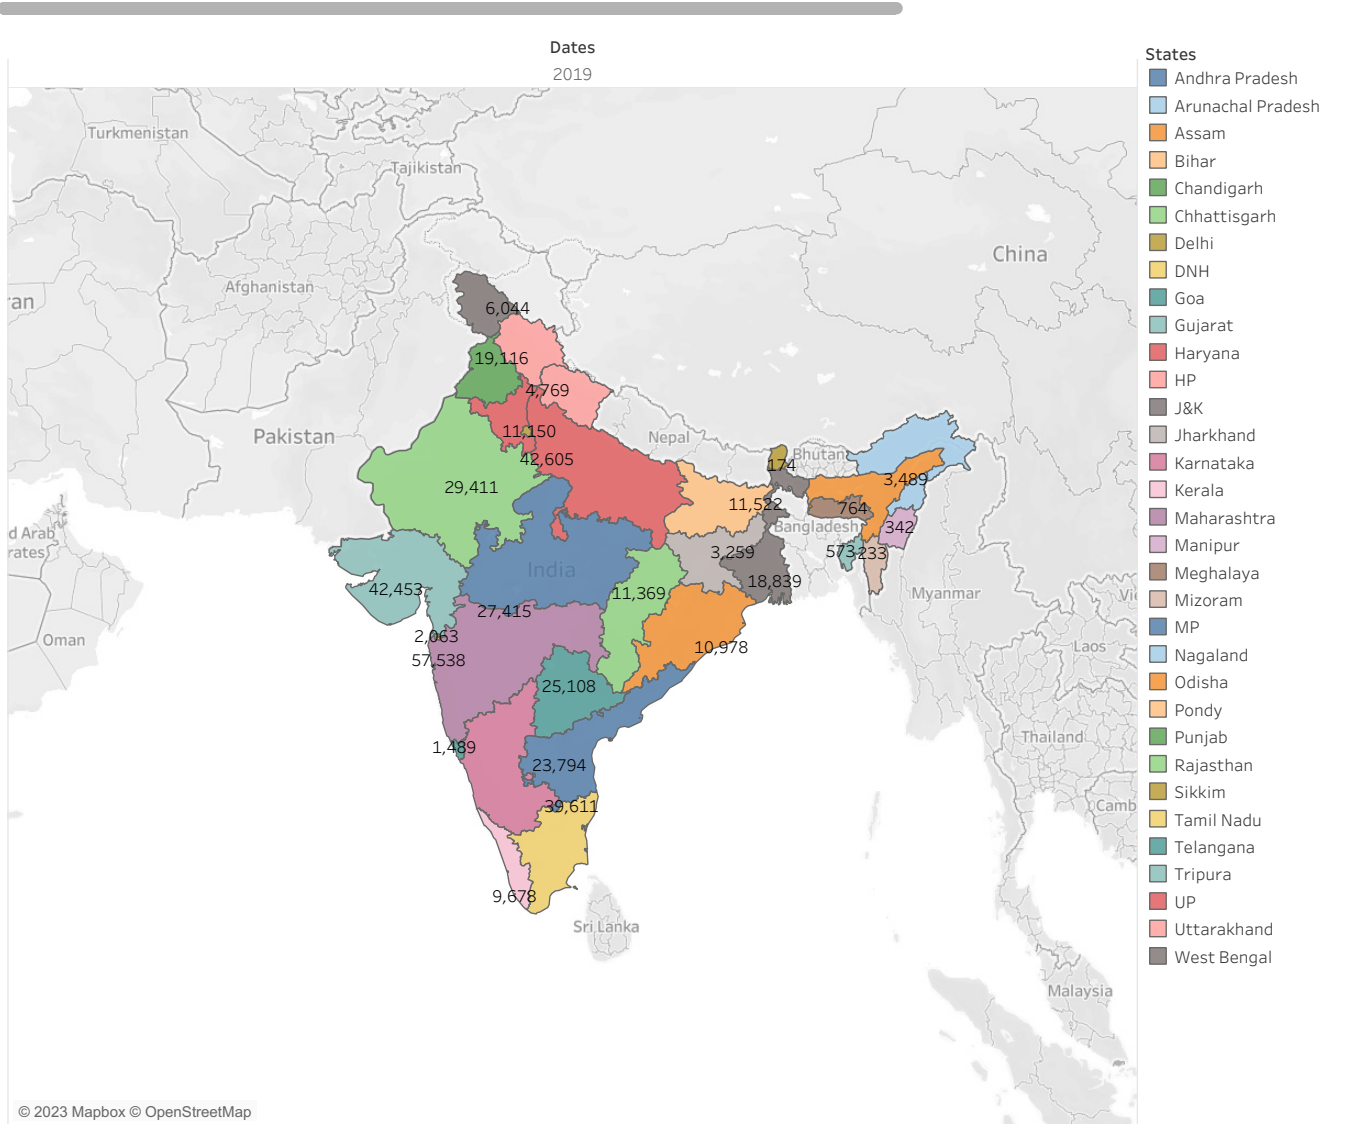 Dates
2019
States
Andhra Pradesh
Arunachal Pradesh
Assam
Bihar
Chandigarh
Chhattisgarh
Delhi
DNH
Goa
Gujarat
Haryana
HP
J&K
Jharkhand
Karnataka
Kerala
Maharashtra
Manipur
Meghalaya
Mizoram
MP
Nagaland
Odisha
Pondy
Punjab
Rajasthan
Sikkim
Tamil Nadu
Telangana
Tripura
UP
Uttarakhand
West Bengal
Turkmenistan
Tajikistan
China
Afghanistan
ran
6,044
19,116
4,769
Pakistan
11,150
Nepal
42,605
Bhutan
174
29,411
3,489
11,522
764
d Arab
rates
Bangladesh
342
3,259
573
233
India
18,839
42,453
11,369
Myanmar
27,415
Oman
2,063
10,978
Laos
57,538
25,108
1,489
Thailand
23,794
39,611
Camb
9,678
Sri Lanka
Malaysia
© 2023 Mapbox © OpenStreetMap